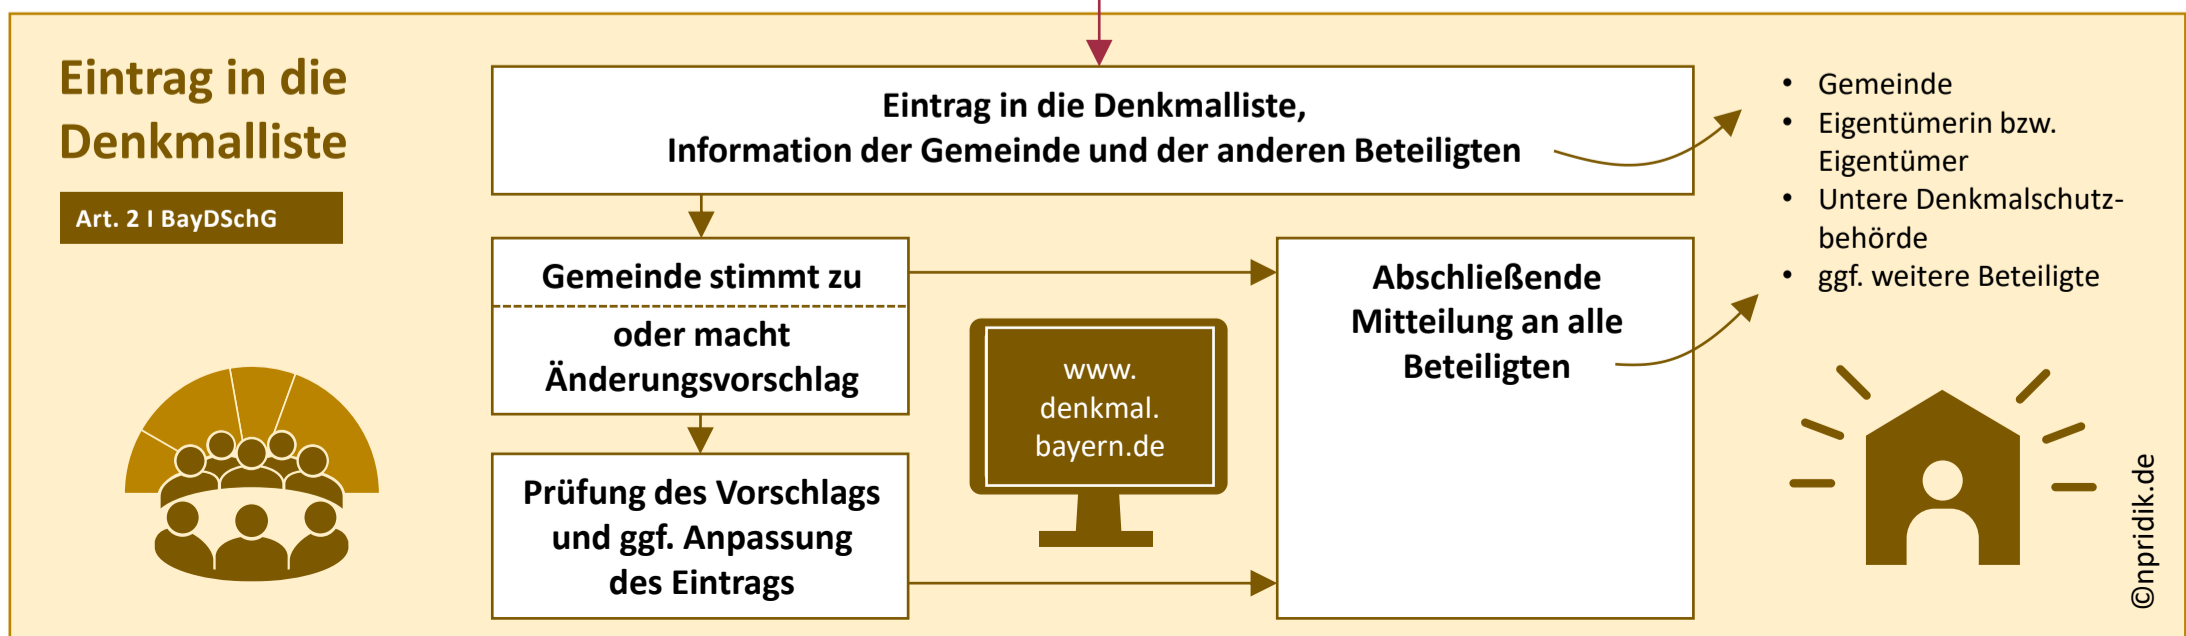 Eintrag in die
Denkmalliste
Art. 2 I BayDSchG
Eintrag in die Denkmalliste,
Information der Gemeinde und der anderen Beteiligten
• Gemeinde
• Eigentümerin bzw.
Eigentümer
• Untere Denkmalschutz-
behörde
• ggf. weitere Beteiligte
Gemeinde stimmt zu
oder macht
Änderungsvorschlag
Prüfung des Vorschlags
und ggf. Anpassung
des Eintrags
www.
denkmal.
bayern.de
Abschließende
Mitteilung an alle
Beteiligten
©npridik.de